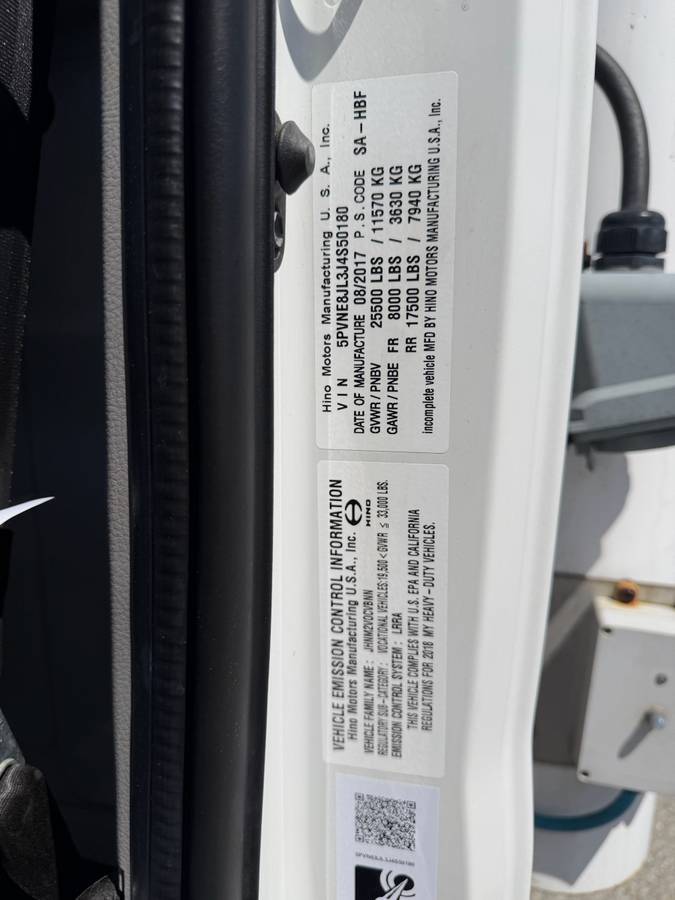 Hino Motors Manufacturing U. S. A., Inc.
VIN 5PVNE8JL3J4S50180
DATE OF MANUFACTURE 08/2017 P. S. CODE SA-HBF
GVWR / PNBV 25500 LBS / 11570 KG
GAWR / PNBE FR 8000 LBS / 3630 KG
RR 17500 LBS / 7940 KG
incomplete vehicle MFD BY HINO MOTORS MANUFACTURING U.S.A., Inc.
VEHICLE EMISSION CONTROL INFORMATION
Hino Motors Manufacturing U.S.A., Inc.
HINO
VEHICLE FAMILY NAME : JHNM2VOCVBNN
REGULATORY SUB-CATEGORY : VOCATIONAL VEHICLES:19,500 < GVWR ≤ 33,000 LBS.
EMISSION CONTROL SYSTEM : LRRA
THIS VEHICLE COMPLIES WITH U.S. EPA AND CALIFORNIA
REGULATIONS FOR 2018 MY HEAVY-DUTY VEHICLES.
5PVNE8JL3J4S50180